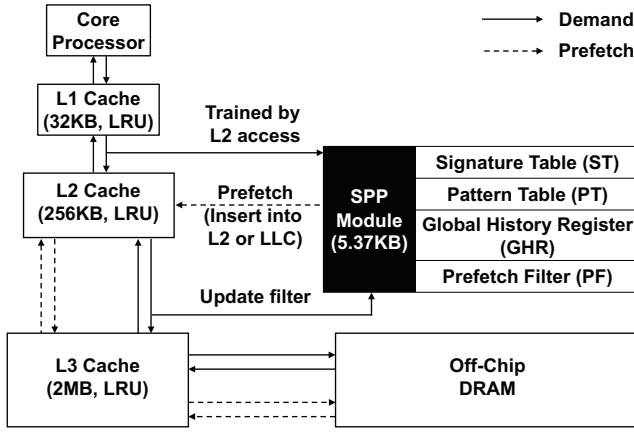 Core
Processor
Demand
Prefetch
L1 Cache
(32KB, LRU)
Trained by
L2 access
L2 Cache
(256KB, LRU)
Prefetch
(Insert into
L2 or LLC)
SPP
Module
(5.37KB)
Signature Table (ST)
Pattern Table (PT)
Global History Register
(GHR)
Prefetch Filter (PF)
Update filter
L3 Cache
(2MB, LRU)
Off-Chip
DRAM